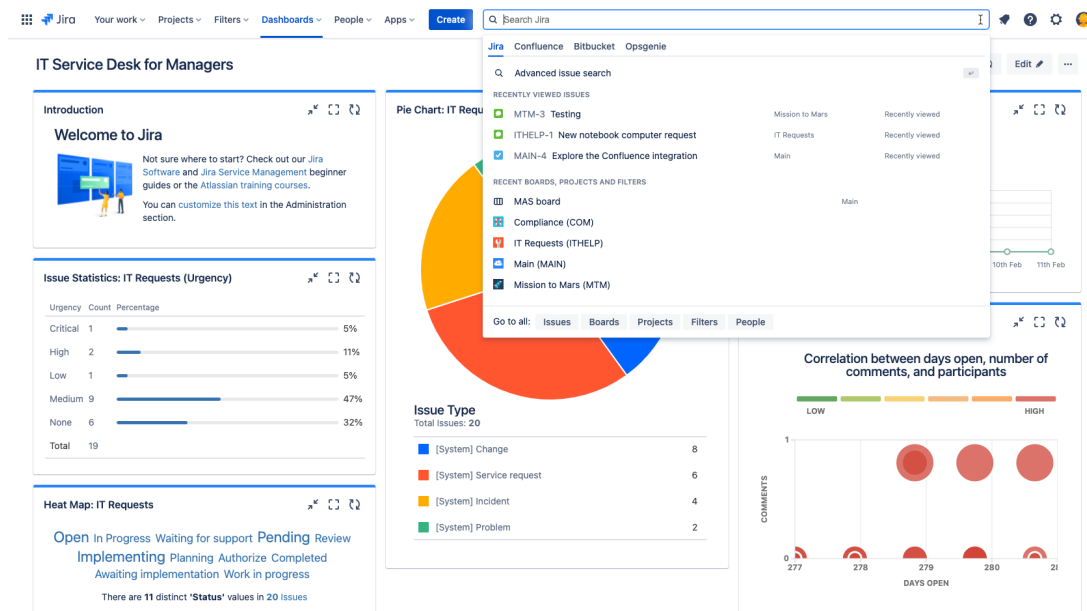 Jira Your work Projects Filters Dashboards People Apps Create Search Jira
Jira Confluence Bitbucket Opsgenie
Advanced issue search
RECENTLY VIEWED ISSUES
MTM-3 Testing Mission to Mars Recently viewed
ITHELP-1 New notebook computer request IT Requests Recently viewed
MAIN-4 Explore the Confluence integration Main Recently viewed
RECENT BOARDS, PROJECTS AND FILTERS
MAS board Main
Compliance (COM)
IT Requests (ITHELP)
Main (MAIN)
Mission to Mars (MTM)
Go to all: Issues Boards Projects Filters People
IT Service Desk for Managers
Edit
Introduction
Welcome to Jira
Not sure where to start? Check out our Jira
Software and Jira Service Management beginner
guides or the Atlassian training courses.
You can customize this text in the Administration
section.
Issue Statistics: IT Requests (Urgency)
Urgency Count Percentage
Critical 1 5%
High 2 11%
Low 1 5%
Medium 9 47%
None 6 32%
Total 19
Heat Map: IT Requests
Open In Progress Waiting for support Pending Review
Implementing Planning Authorize Completed
Awaiting implementation Work in progress
There are 11 distinct 'Status' values in 20 Issues
Pie Chart: IT Requ
Issue Type
Total Issues: 20
[System] Change 8
[System] Service request 6
[System] Incident 4
[System] Problem 2
10th Feb 11th Feb
Correlation between days open, number of
comments, and participants
LOW HIGH
1
COMMENTS
0
277 278 279 280
DAYS OPEN